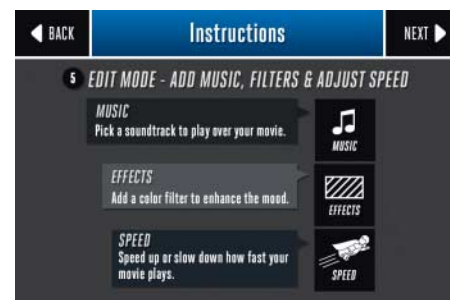 BACK
Instructions
NEXT
5 EDIT MODE - ADD MUSIC, FILTERS & ADJUST SPEED
MUSIC
Pick a soundtrack to play over your movie.
MUSIC
EFFECTS
Add a color filter to enhance the mood.
EFFECTS
SPEED
Speed up or slow down how fast your
movie plays.
SPEED